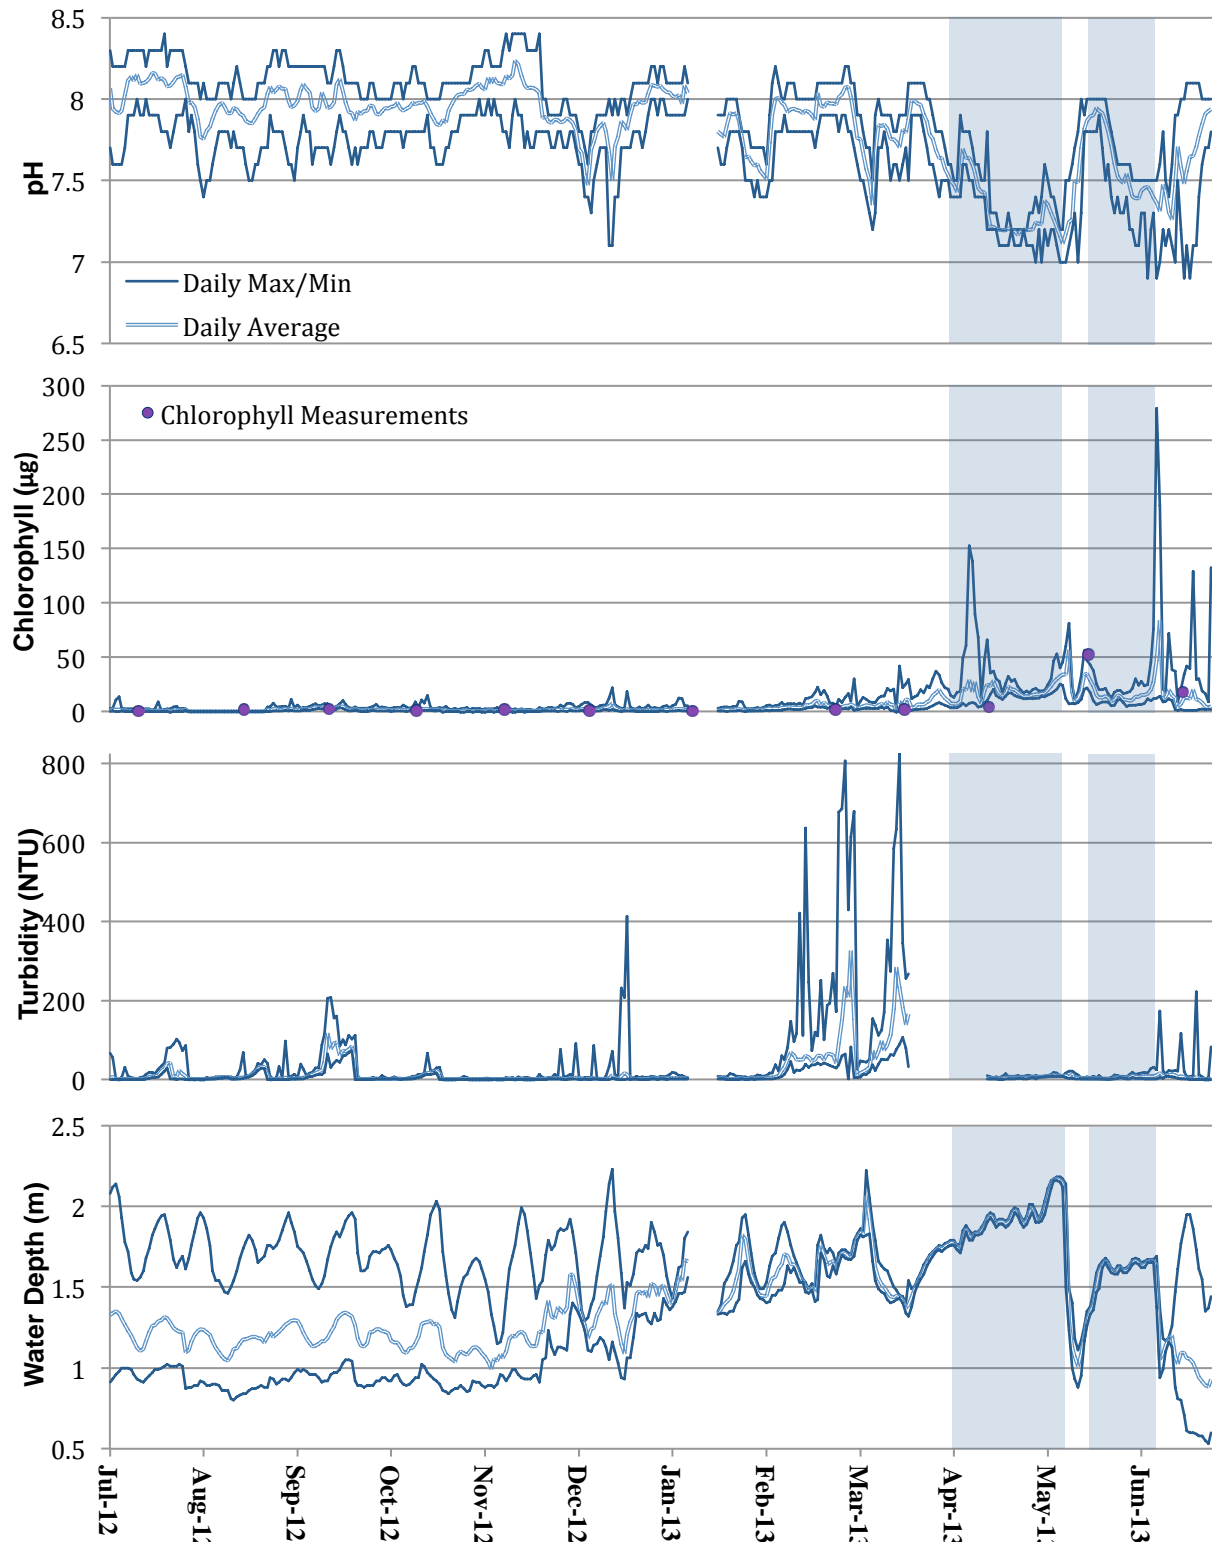 8.5
8
7.5
7
6.5
pH
Daily Max/Min
Daily Average
300
250
200
150
100
50
0
Chlorophyll (µg)
Chlorophyll Measurements
800
600
400
200
0
Turbidity (NTU)
2.5
2
1.5
1
0.5
Water Depth (m)
Jul-12
Aug-12
Sep-12
Oct-12
Nov-12
Dec-12
Jan-13
Feb-13
Mar-13
Apr-13
May-13
Jun-13